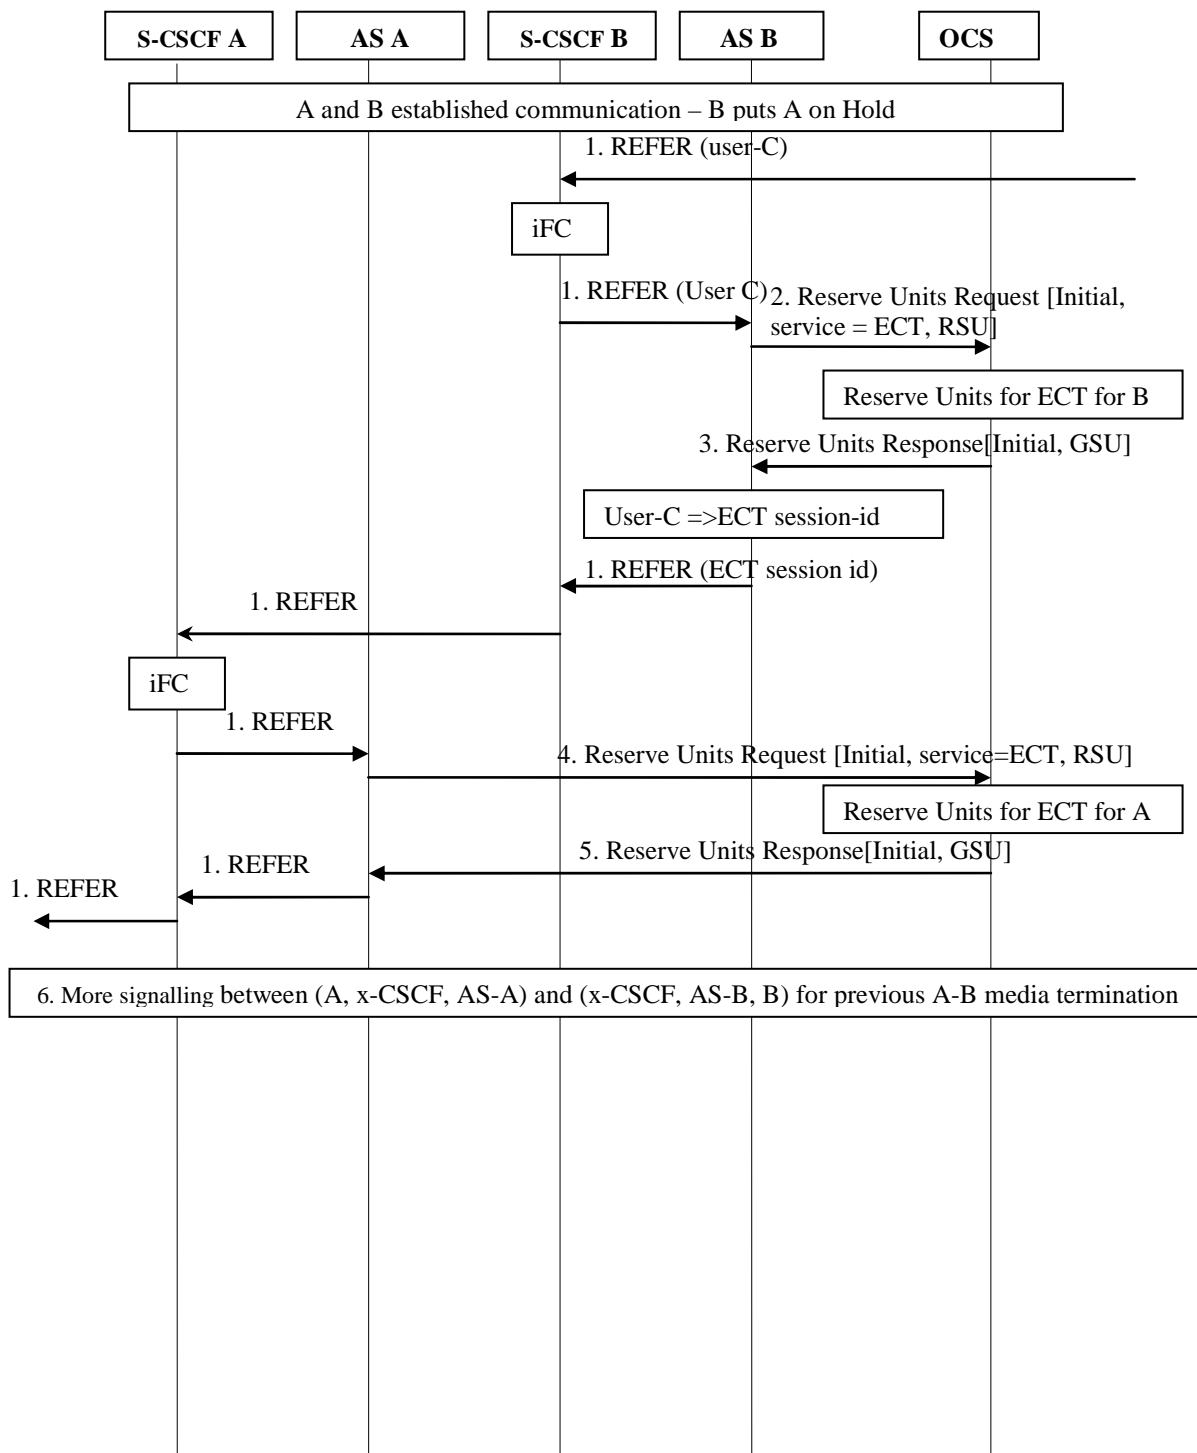 S-CSCF A
AS A
S-CSCF B
AS B
OCS
A and B established communication – B puts A on Hold
1. REFER (user-C)
iFC
1. REFER (User C)
2. Reserve Units Request [Initial,
service = ECT, RSU]
Reserve Units for ECT for B
3. Reserve Units Response[Initial, GSU]
User-C =>ECT session-id
1. REFER (ECT session id)
1. REFER
iFC
1. REFER
4. Reserve Units Request [Initial, service=ECT, RSU]
Reserve Units for ECT for A
5. Reserve Units Response[Initial, GSU]
1. REFER
1. REFER
6. More signalling between (A, x-CSCF, AS-A) and (x-CSCF, AS-B, B) for previous A-B media termination